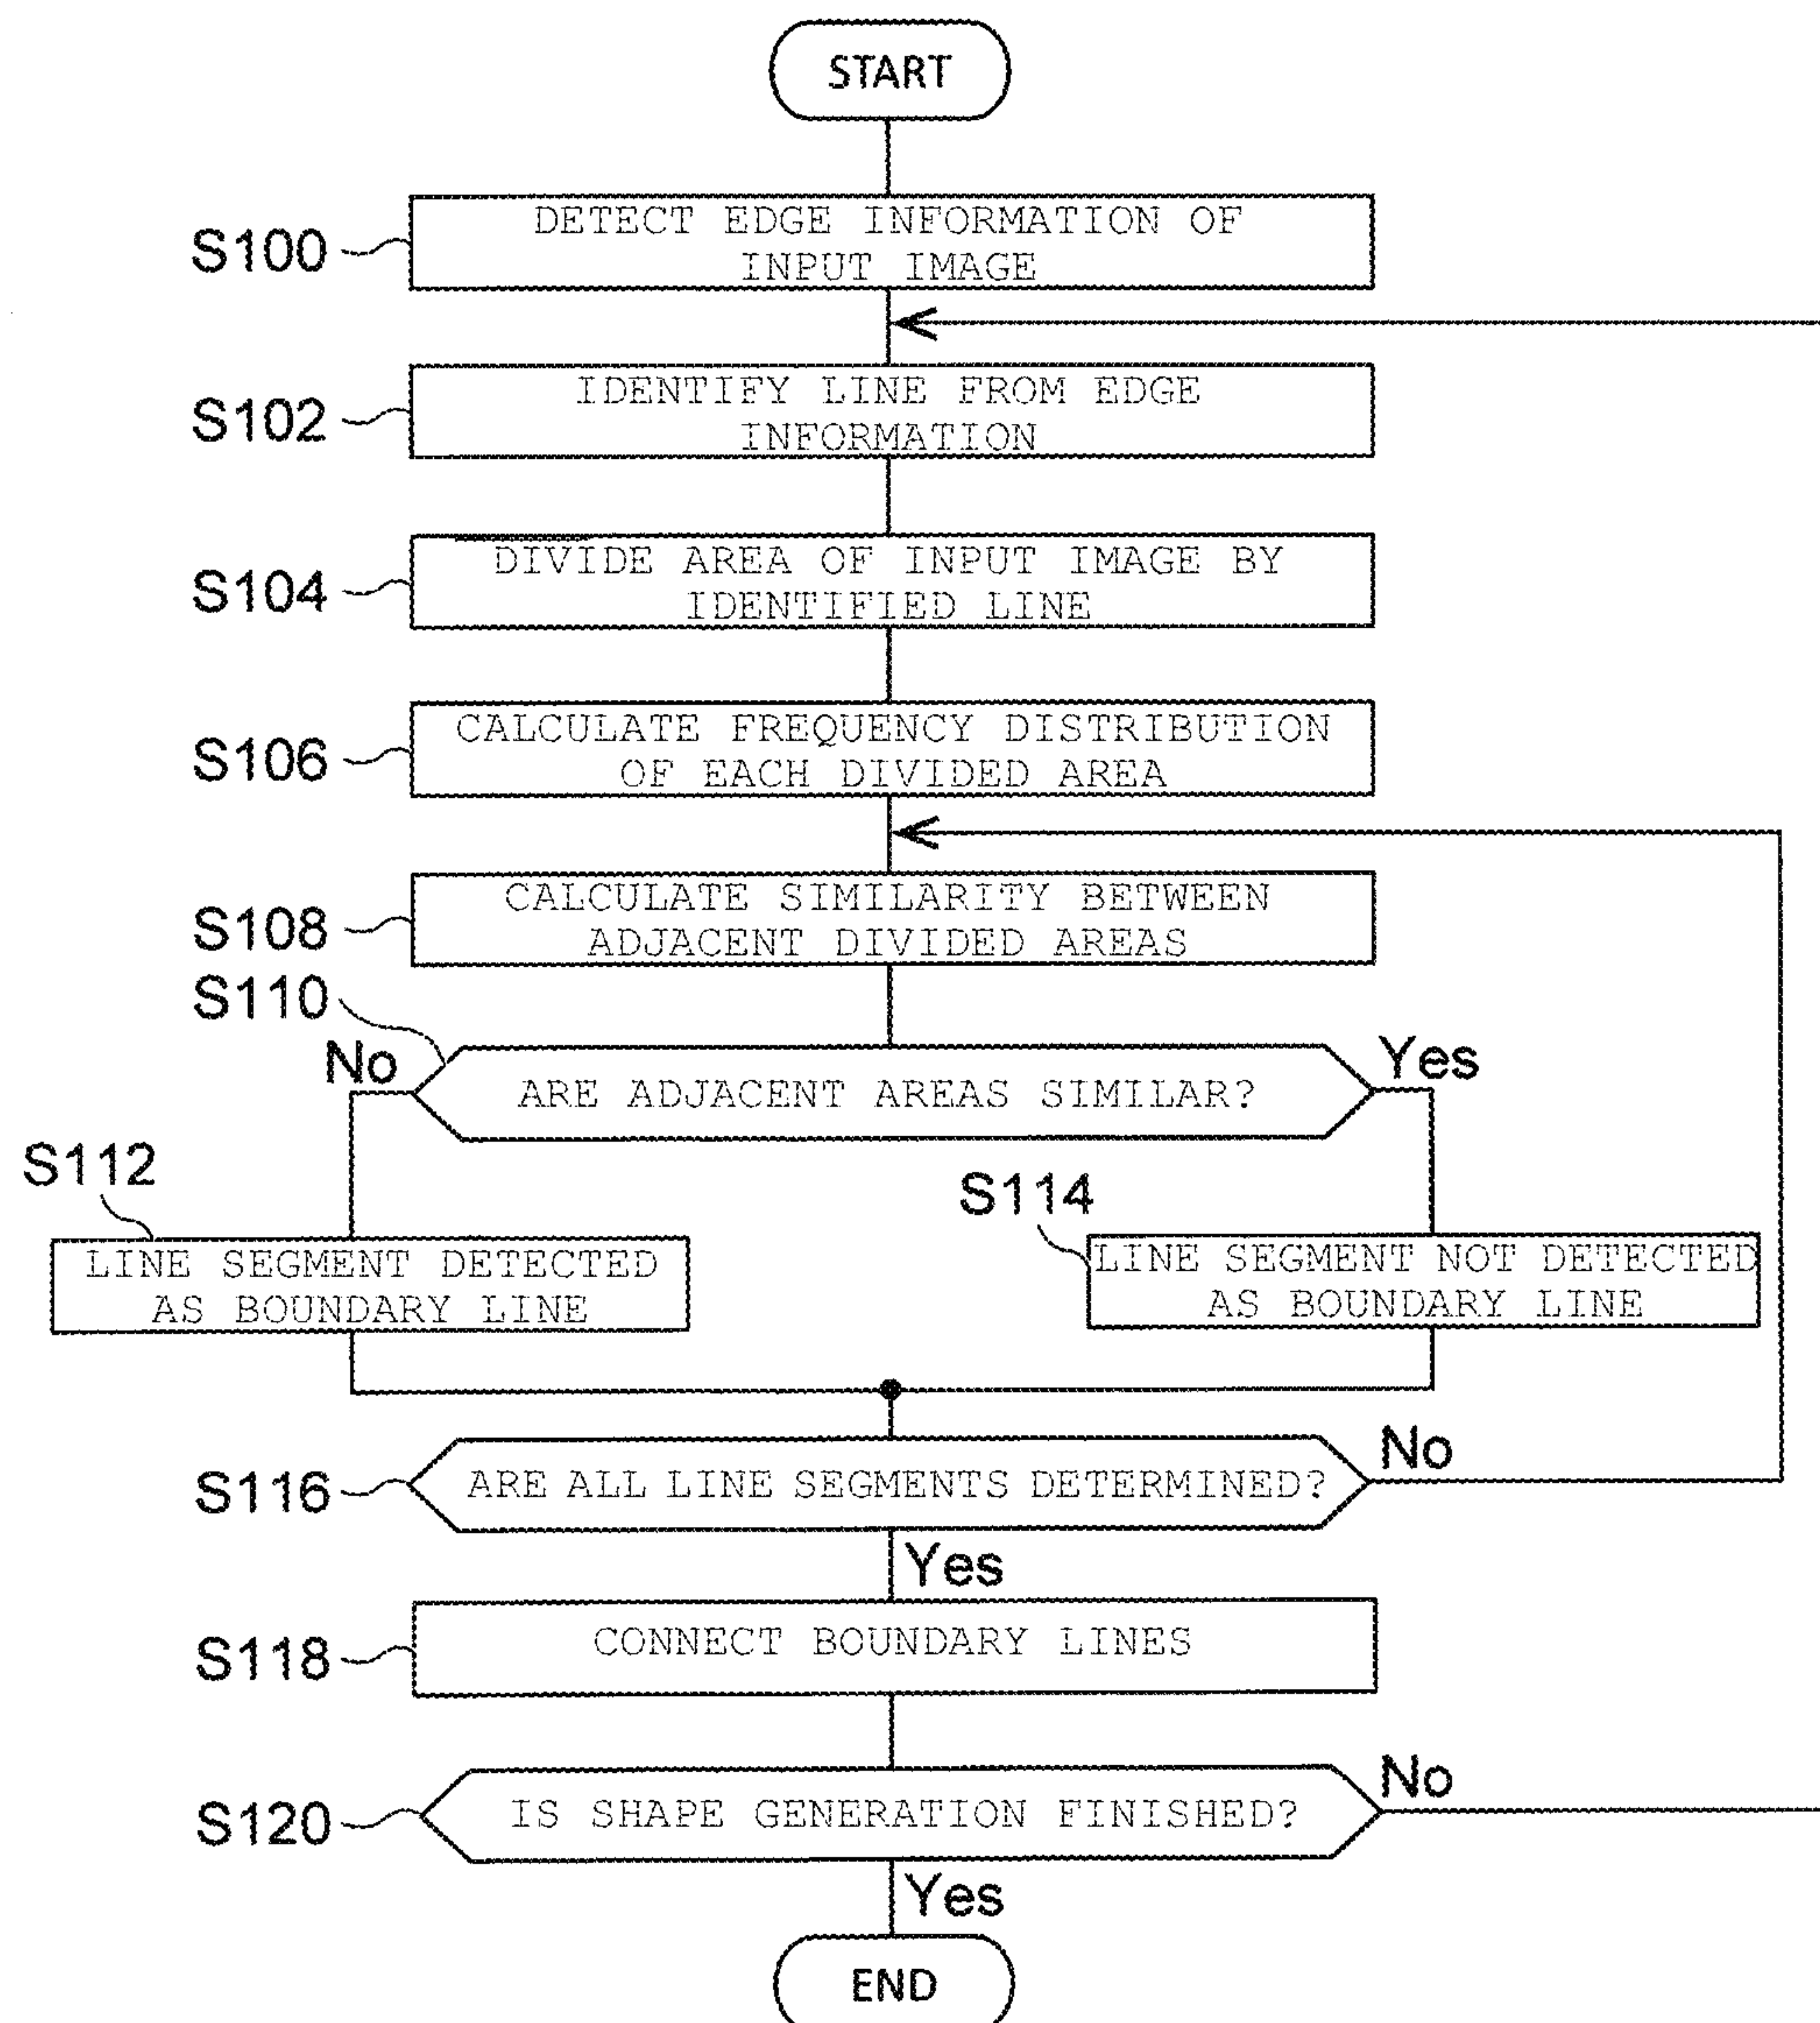 START
S100
DETECT EDGE INFORMATION OF
INPUT IMAGE
S102
IDENTIFY LINE FROM EDGE
INFORMATION
S104
DIVIDE AREA OF INPUT IMAGE BY
IDENTIFIED LINE
S106
CALCULATE FREQUENCY DISTRIBUTION
OF EACH DIVIDED AREA
S108
CALCULATE SIMILARITY BETWEEN
ADJACENT DIVIDED AREAS
S110
No
ARE ADJACENT AREAS SIMILAR?
Yes
S112
LINE SEGMENT DETECTED
AS BOUNDARY LINE
S114
LINE SEGMENT NOT DETECTED
AS BOUNDARY LINE
S116
ARE ALL LINE SEGMENTS DETERMINED?
No
Yes
S118
CONNECT BOUNDARY LINES
S120
IS SHAPE GENERATION FINISHED?
No
Yes
END